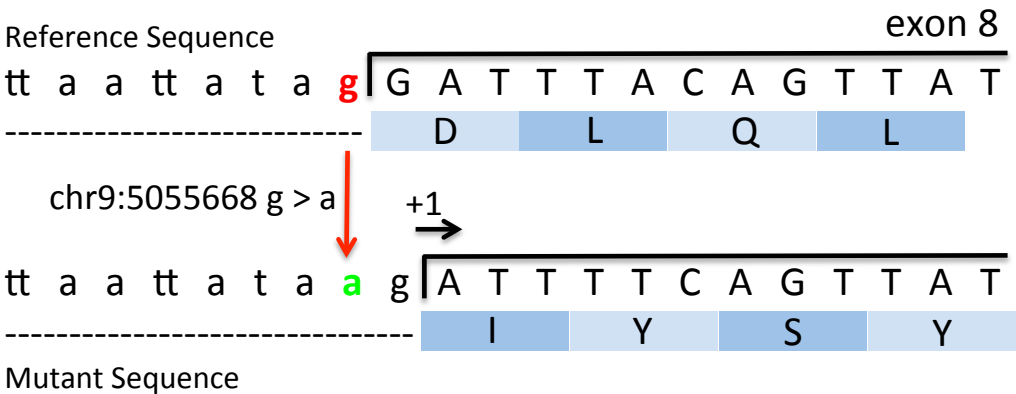 exon 8
Reference Sequence
tt a a tt a t a g G A T T T A C A G T T A T
----------------------------
D L Q L
chr9:5055668 g > a
+1
tt a a tt a t a a g A T T T T C A G T T A T
--------------------------------
I Y S Y
Mutant Sequence